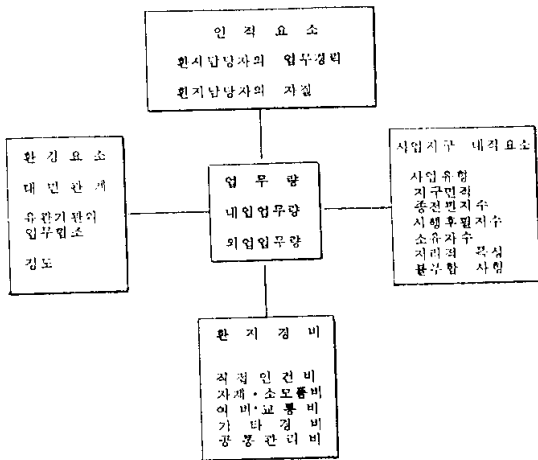 인 적 요 소
환지담당자의 업무경력
환지담당자의 자질
환 경 요 소
대 민 관 계
유관기관의
업무협조
사업지구 내적요소
사업유형
지구면적
종전필지수
시행후필지수
소유자수
지리적 특성
불부합 사항
업 무 량
내업업무량
외업업무량
환 지 경 비
직 접 인 건 비
자재·소모품비
여 비·교 통 비
기 타 경 비
공 통 관 리 비